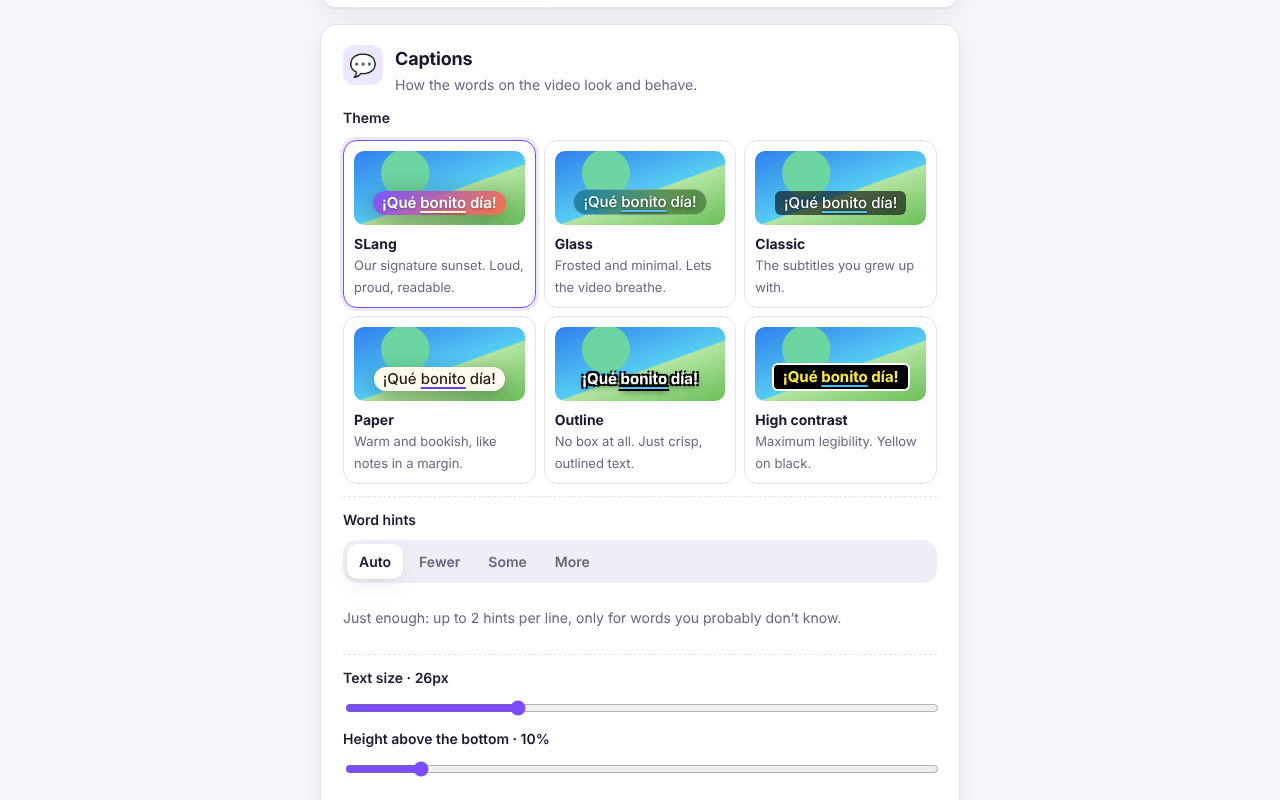 Captions
How the words on the video look and behave.
Theme
¡Qué bonito día!
SLang
Our signature sunset. Loud,
proud, readable.
¡Qué bonito día!
Glass
Frosted and minimal. Lets
the video breathe.
¡Qué bonito día!
Classic
The subtitles you grew up
with.
¡Qué bonito día!
Paper
Warm and bookish, like
notes in a margin.
¡Qué bonito día!
Outline
No box at all. Just crisp,
outlined text.
¡Qué bonito día!
High contrast
Maximum legibility. Yellow
on black.
Word hints
Auto Fewer Some More
Just enough: up to 2 hints per line, only for words you probably don’t know.
Text size · 26px
Height above the bottom · 10%